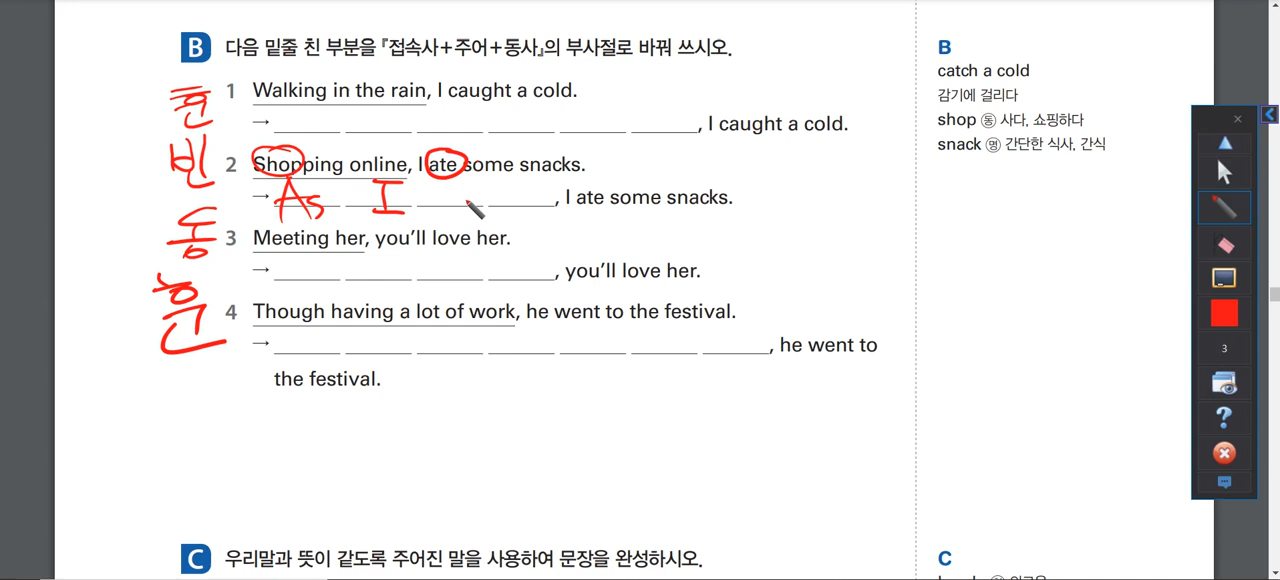 B 다음 밑줄 친 부분을 『접속사+주어+동사』의 부사절로 바꿔 쓰시오.
1 Walking in the rain, I caught a cold.
→ , I caught a cold.
2 Shopping online, I ate some snacks.
→ As I , I ate some snacks.
3 Meeting her, you'll love her.
→ , you'll love her.
4 Though having a lot of work, he went to the festival.
→ , he went to
the festival.
빈
동
B
catch a cold
감기에 걸리다
shop 동 사다, 쇼핑하다
snack 명 간단한 식사, 간식
3
?
C 우리말과 뜻이 같도록 주어진 말을 사용하여 문장을 완성하시오.
C